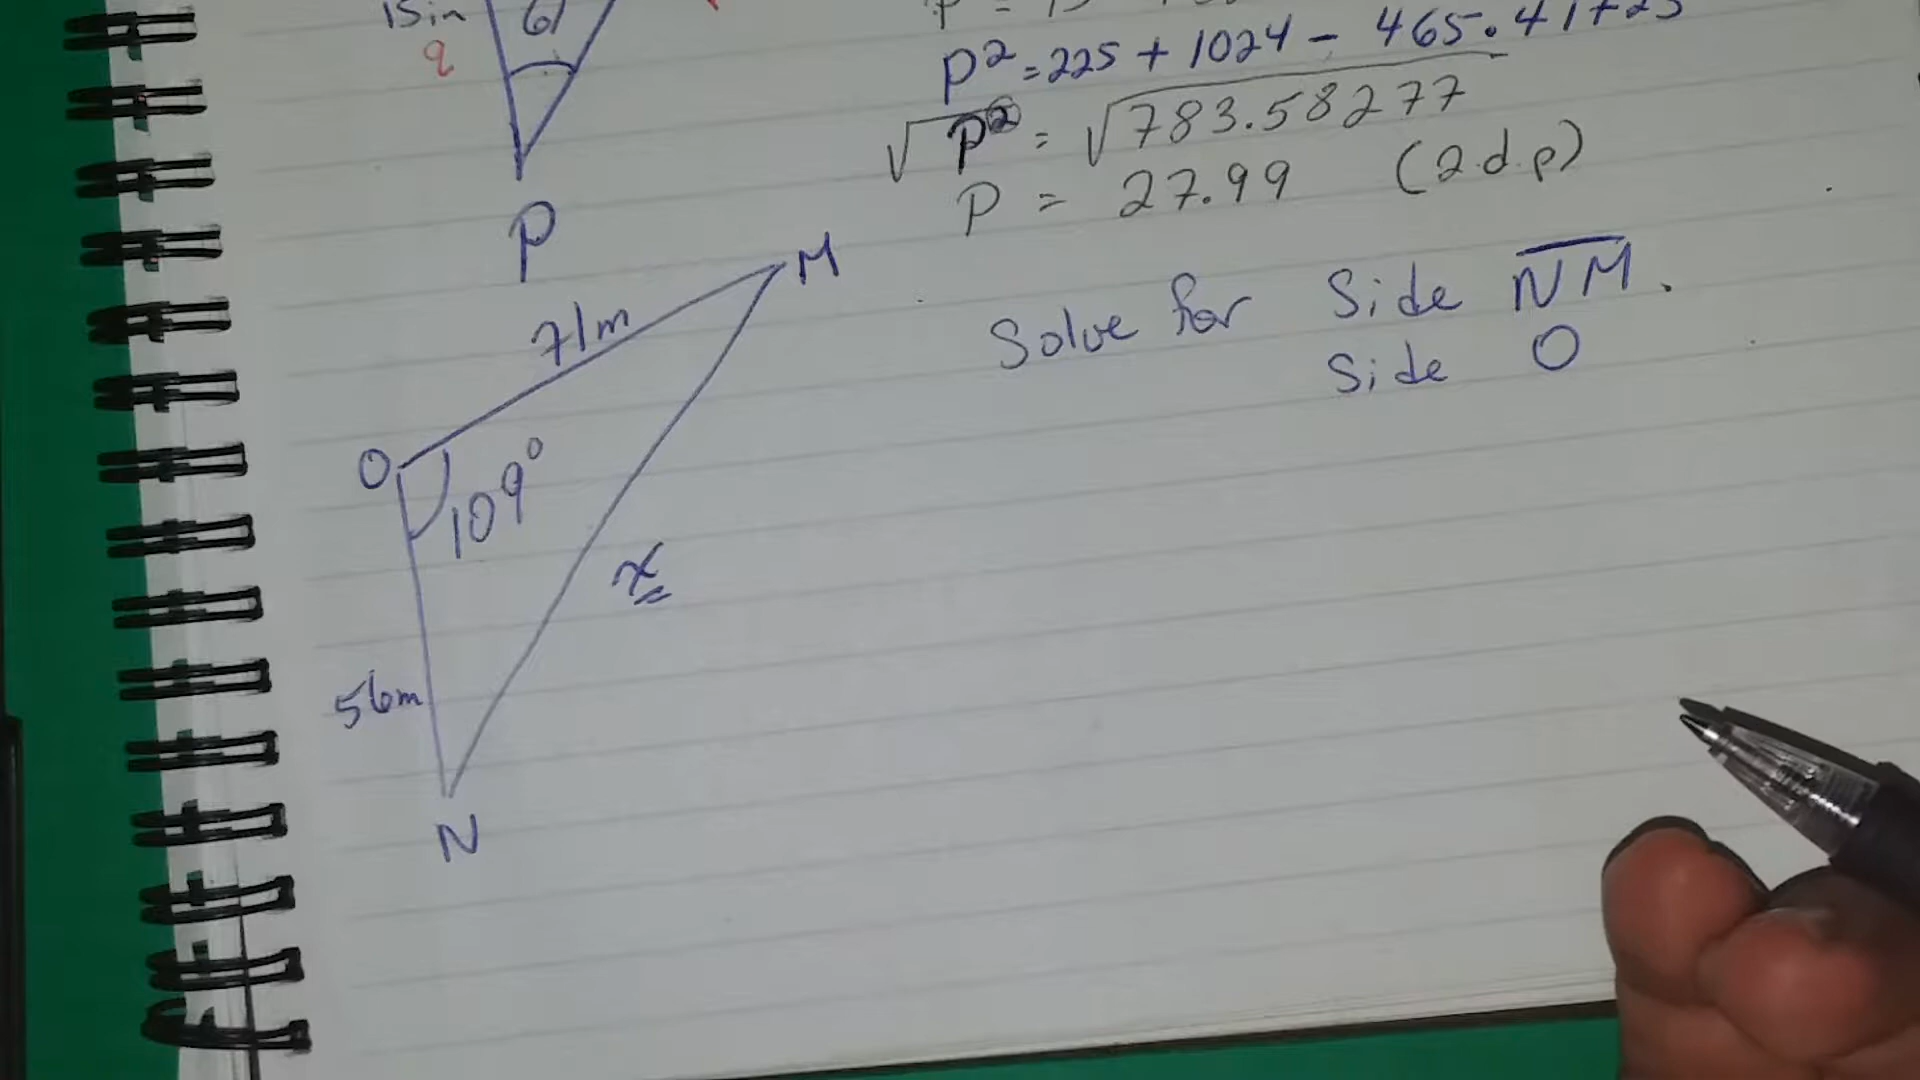 15in
61
q
P
P² = 225 + 1024 - 465.41723
√P² = √783.58277
P = 27.99 (2.d.p)
M
71m
Solve for Side NM.
Side O
O
109°
x
56m
N